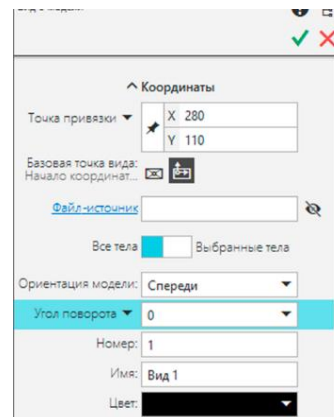 Координаты
Точка привязки
X 280
Y 110
Базовая точка вида:
Начало координат...
Файл-источник
Все тела Выбранные тела
Ориентация модели: Спереди
Угол поворота 0
Номер: 1
Имя: Вид 1
Цвет: